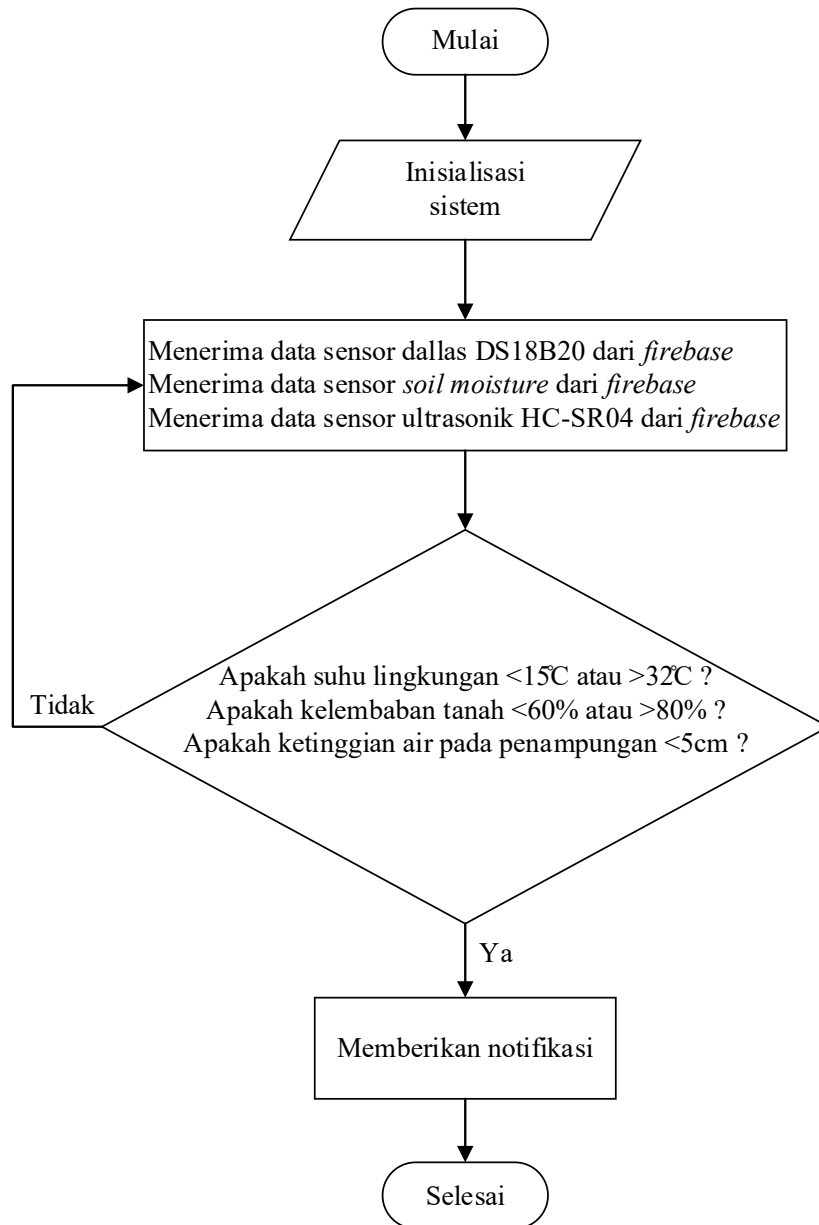 Mulai
Inisialisasi
sistem
Menerima data sensor dallas DS18B20 dari firebase
Menerima data sensor soil moisture dari firebase
Menerima data sensor ultrasonik HC-SR04 dari firebase
Apakah suhu lingkungan <15℃ atau >32℃ ?
Tidak
Apakah kelembaban tanah <60% atau >80% ?
Apakah ketinggian air pada penampungan <5cm ?
Ya
Memberikan notifikasi
Selesai